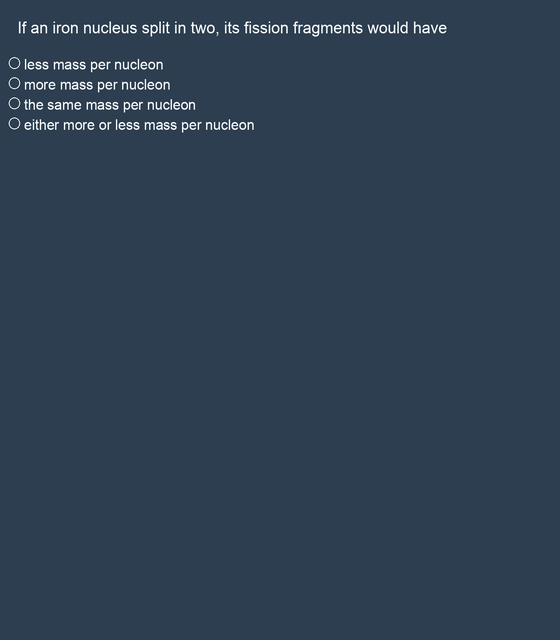 If an iron nucleus split in two, its fission fragments would have
less mass per nucleon
more mass per nucleon
the same mass per nucleon
either more or less mass per nucleon